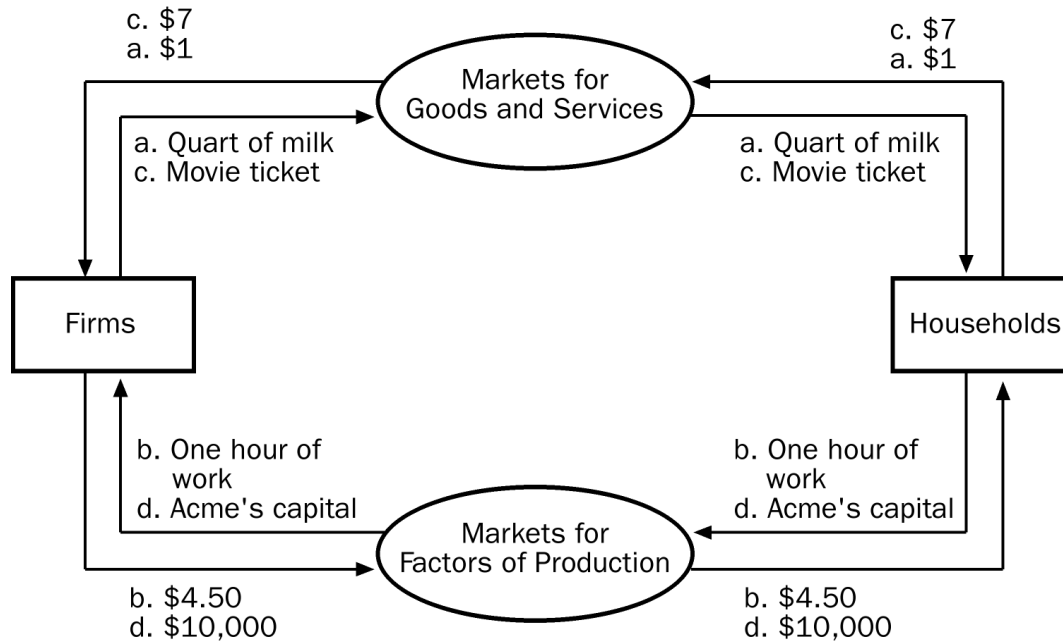 c. $7
a. $1
c. $7
a. $1
Markets for
Goods and Services
a. Quart of milk
c. Movie ticket
a. Quart of milk
c. Movie ticket
Firms
Households
b. One hour of
work
d. Acme's capital
b. One hour of
work
d. Acme's capital
Markets for
Factors of Production
b. $4.50
d. $10,000
b. $4.50
d. $10,000